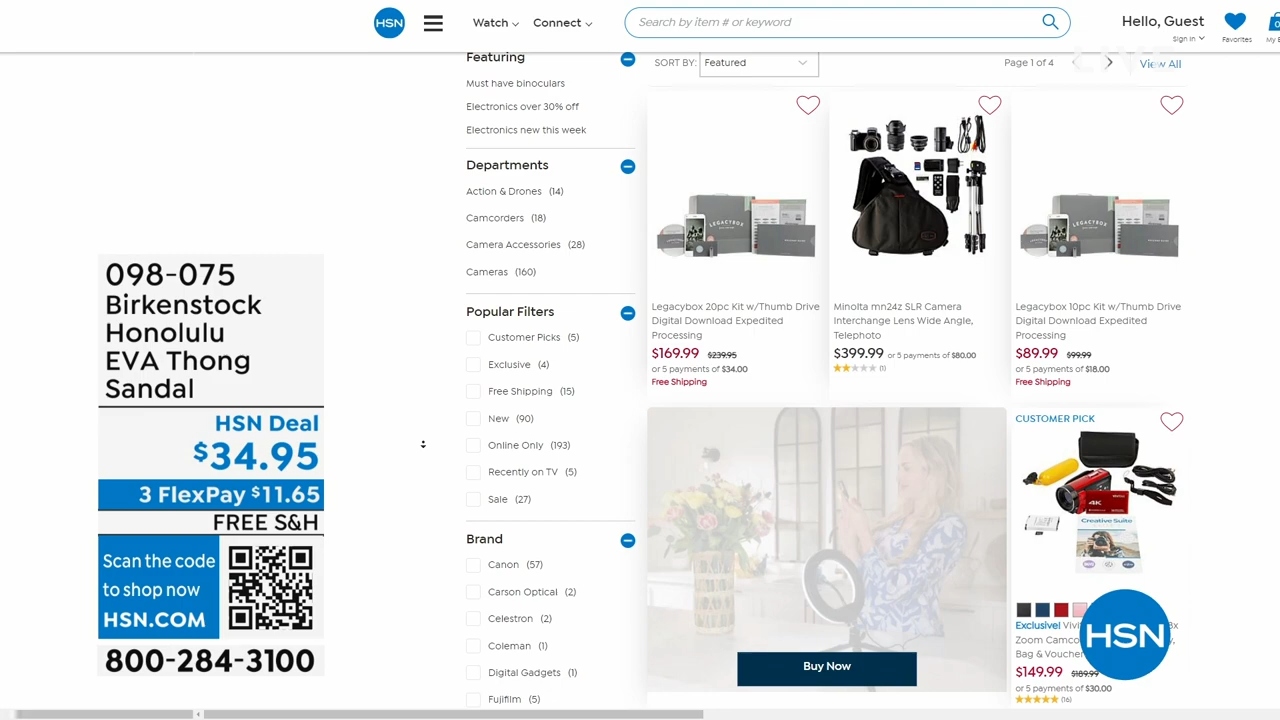 HSN
Watch
Connect
Search by item # or keyword
Hello, Guest
Sign In
Favorites
0
Featuring
Must have binoculars
Electronics over 30% off
Electronics new this week
Departments
Action & Drones (14)
Camcorders (18)
Camera Accessories (28)
Cameras (160)
Popular Filters
Customer Picks (5)
Exclusive (4)
Free Shipping (15)
New (90)
Online Only (193)
Recently on TV (5)
Sale (27)
Brand
Canon (57)
Carson Optical (2)
Celestron (2)
Coleman (1)
Digital Gadgets (1)
Fujifilm (5)
SORT BY: Featured
Page 1 of 4
View All
LEGACYBOX
LEGACYBOX
Legacybox 20pc Kit w/Thumb Drive
Digital Download Expedited
Processing
$169.99 $239.95
or 5 payments of $34.00
Free Shipping
Minolta mn24z SLR Camera
Interchange Lens Wide Angle,
Telephoto
$399.99 or 5 payments of $80.00
(1)
Legacybox 10pc Kit w/Thumb Drive
Digital Download Expedited
Processing
$89.99 $99.99
or 5 payments of $18.00
Free Shipping
Buy Now
CUSTOMER PICK
4K
Creative Suite
Exclusive!
$149.99 $189.99
or 5 payments of $30.00
(16)
HSN
098-075
Birkenstock
Honolulu
EVA Thong
Sandal
HSN Deal
$34.95
3 FlexPay $11.65
FREE S&H
Scan the code
to shop now
HSN.COM
800-284-3100